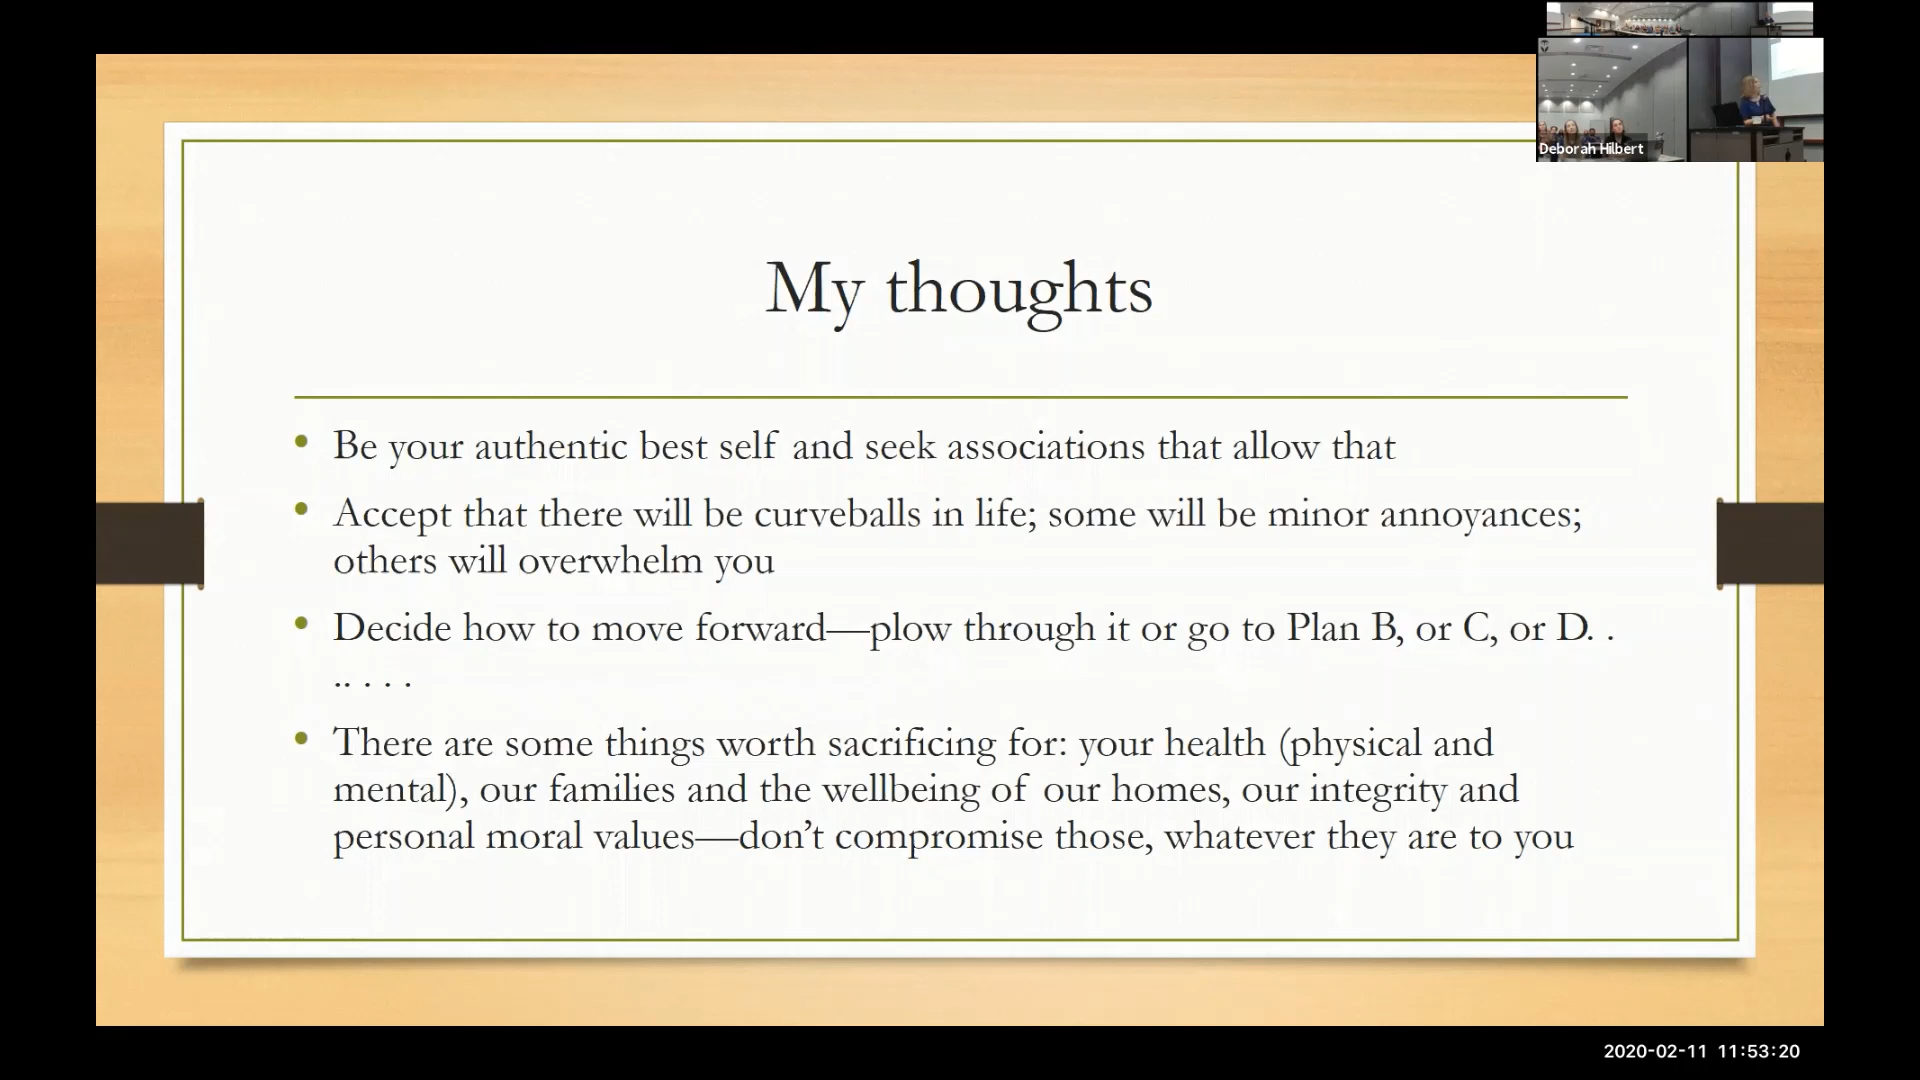 Deborah Hilbert
My thoughts
• Be your authentic best self and seek associations that allow that
• Accept that there will be curveballs in life; some will be minor annoyances;
others will overwhelm you
• Decide how to move forward—plow through it or go to Plan B, or C, or D. .
.. . . .
• There are some things worth sacrificing for: your health (physical and
mental), our families and the wellbeing of our homes, our integrity and
personal moral values—don’t compromise those, whatever they are to you
2020-02-11 11:53:20